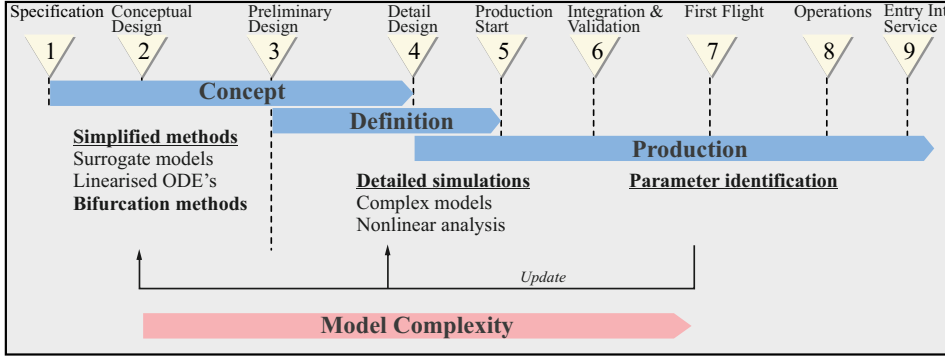 Specification
Conceptual
Design
Preliminary
Design
Detail
Design
Production
Start
Integration &
Validation
First Flight
Operations
Entry Int
Service
1
2
3
4
5
6
7
8
9
Concept
Definition
Production
Simplified methods
Surrogate models
Linearised ODE's
Bifurcation methods
Detailed simulations
Complex models
Nonlinear analysis
Parameter identification
Update
Model Complexity